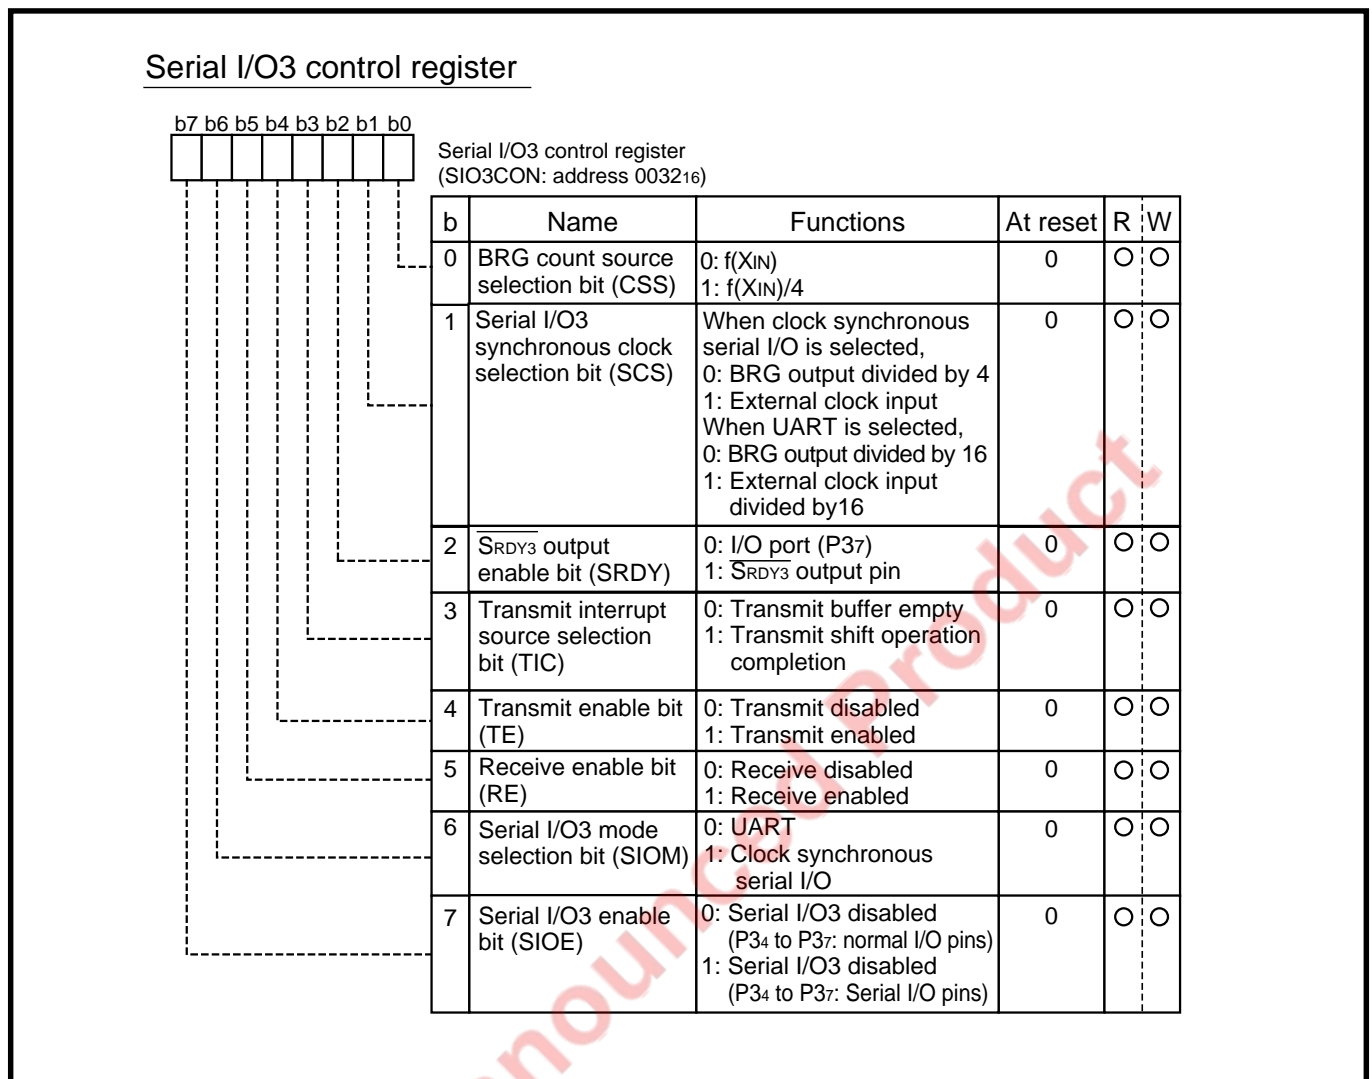 Serial I/O3 control register
b7 b6 b5 b4 b3 b2 b1 b0
Serial I/O3 control register
(SIO3CON: address 003216)
b Name Functions At reset R W
0 BRG count source selection bit (CSS) 0: f(XIN) 0 ○ ○
1: f(XIN)/4
1 Serial I/O3 synchronous clock selection bit (SCS) When clock synchronous 0 ○ ○
serial I/O is selected,
0: BRG output divided by 4
1: External clock input
When UART is selected,
0: BRG output divided by 16
1: External clock input
divided by16
2 SRDY3 output enable bit (SRDY) 0: I/O port (P37) 0 ○ ○
1: SRDY3 output pin
3 Transmit interrupt source selection bit (TIC) 0: Transmit buffer empty 0 ○ ○
1: Transmit shift operation
completion
4 Transmit enable bit (TE) 0: Transmit disabled 0 ○ ○
1: Transmit enabled
5 Receive enable bit (RE) 0: Receive disabled 0 ○ ○
1: Receive enabled
6 Serial I/O3 mode selection bit (SIOM) 0: UART 0 ○ ○
1: Clock synchronous
serial I/O
7 Serial I/O3 enable bit (SIOE) 0: Serial I/O3 disabled 0 ○ ○
(P34 to P37: normal I/O pins)
1: Serial I/O3 disabled
(P34 to P37: Serial I/O pins)
Product